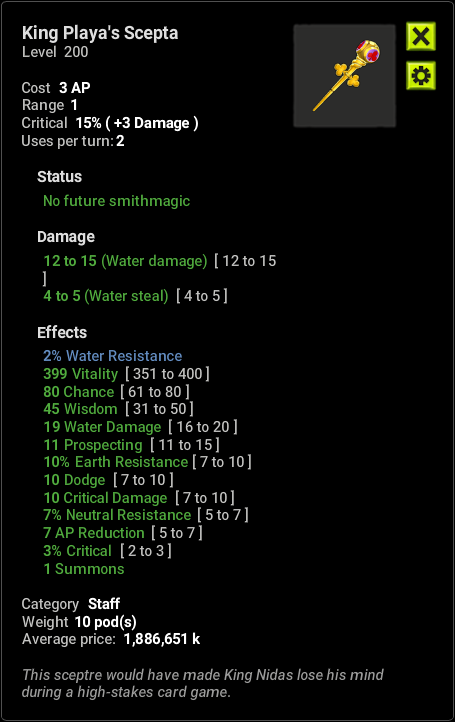 King Playa's Scepta
Level 200
Cost 3 AP
Range 1
Critical 15% ( +3 Damage )
Uses per turn: 2
Status
No future smithmagic
Damage
12 to 15 (Water damage) [ 12 to 15
]
4 to 5 (Water steal) [ 4 to 5 ]
Effects
2% Water Resistance
399 Vitality [ 351 to 400 ]
80 Chance [ 61 to 80 ]
45 Wisdom [ 31 to 50 ]
19 Water Damage [ 16 to 20 ]
11 Prospecting [ 11 to 15 ]
10% Earth Resistance [ 7 to 10 ]
10 Dodge [ 7 to 10 ]
10 Critical Damage [ 7 to 10 ]
7% Neutral Resistance [ 5 to 7 ]
7 AP Reduction [ 5 to 7 ]
3% Critical [ 2 to 3 ]
1 Summons
Category Staff
Weight 10 pod(s)
Average price: 1,886,651 k
This sceptre would have made King Nidas lose his mind
during a high-stakes card game.